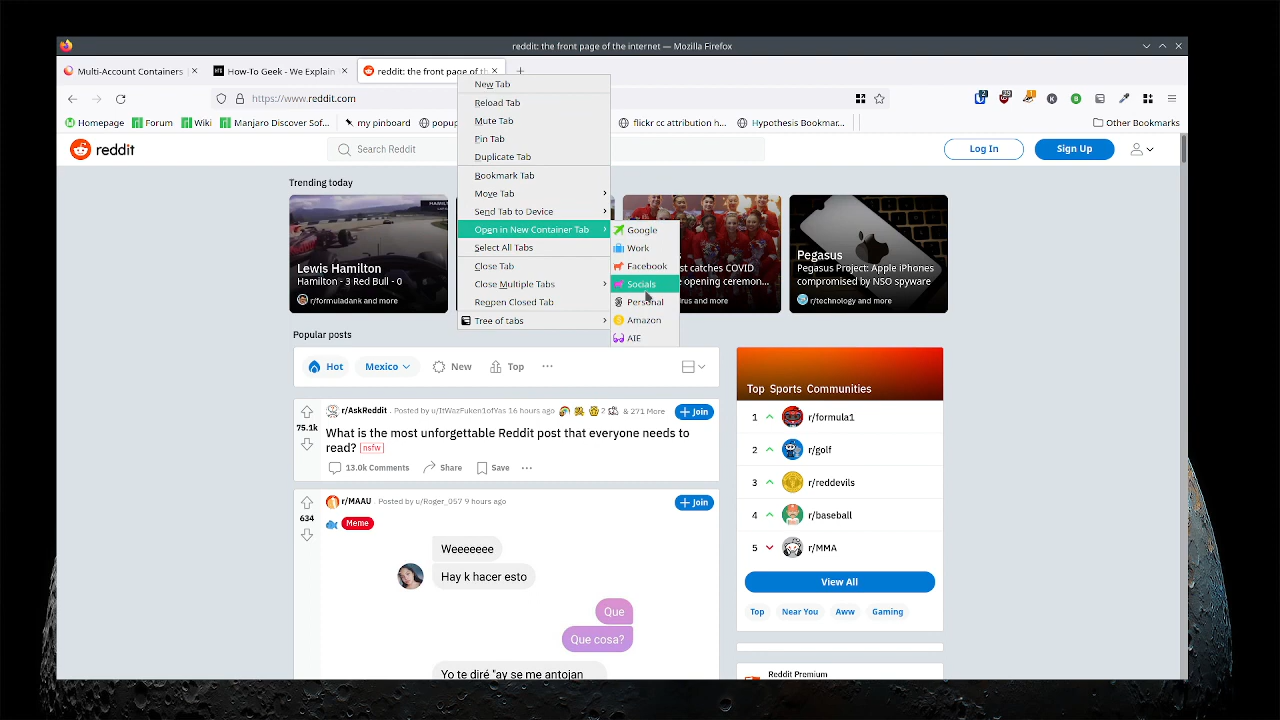 reddit: the front page of the internet — Mozilla Firefox
Multi-Account Containers
How-To Geek - We Explain
reddit: the front page of th
https://www.reddit.com
Homepage
Forum
Wiki
Manjaro Discover Sof...
my pinboard
popup
flickr cc attribution h...
Hypothesis Bookmar...
Other Bookmarks
New Tab
Reload Tab
Mute Tab
Pin Tab
Duplicate Tab
Bookmark Tab
Move Tab
Send Tab to Device
Open in New Container Tab
Select All Tabs
Close Tab
Close Multiple Tabs
Reopen Closed Tab
Tree of tabs
Google
Work
Facebook
Socials
Personal
Amazon
AIE
reddit
Search Reddit
Log In
Sign Up
Trending today
HAMILT
Lewis Hamilton
Hamilton - 3 Red Bull - 0
r/formuladank and more
st catches COVID
e opening ceremon...
rus and more
Pegasus
Pegasus Project: Apple iPhones
compromised by NSO spyware
r/technology and more
Popular posts
Hot
Mexico
New
Top
r/AskReddit · Posted by u/ItWazFuken1ofYas 16 hours ago
2
& 271 More
Join
75.1k
What is the most unforgettable Reddit post that everyone needs to
read? nsfw
13.0k Comments
Share
Save
r/MAAU · Posted by u/Roger_057 9 hours ago
Join
634
Meme
Weeeeeee
Hay k hacer esto
Que
Que cosa?
Yo te diré "ay se me antojan
Top Sports Communities
1 r/formula1
2 r/golf
3 r/reddevils
4 r/baseball
5 r/MMA
View All
Top
Near You
Aww
Gaming
Reddit Premium